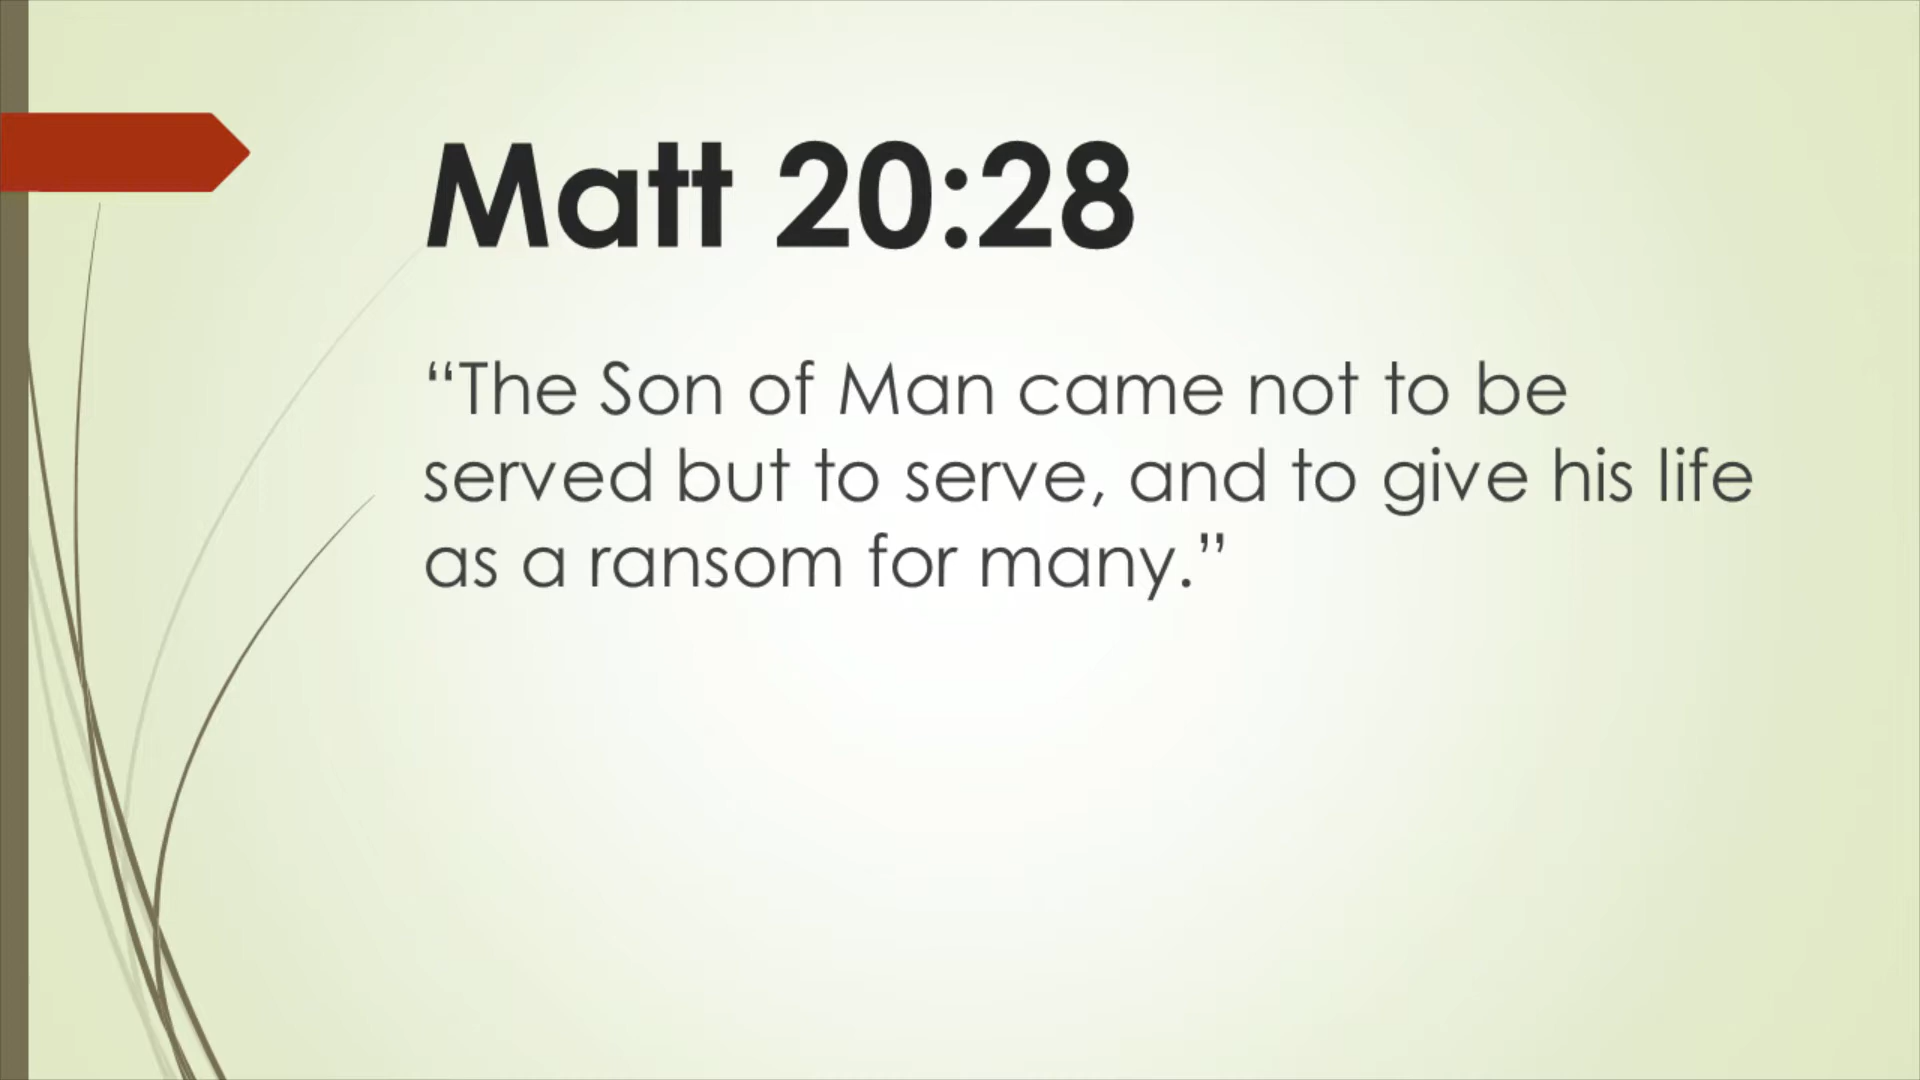 Matt 20:28
“The Son of Man came not to be
served but to serve, and to give his life
as a ransom for many.”